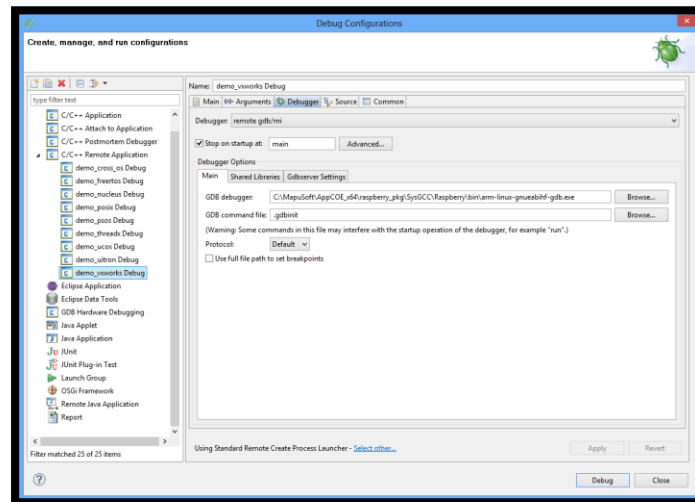 Debug Configurations
Create, manage, and run configurations
type filter text
C/C++ Application
C/C++ Attach to Application
C/C++ Postmortem Debugger
C/C++ Remote Application
demo_cross_os Debug
demo_freertos Debug
demo_nucleus Debug
demo_posix Debug
demo_psos Debug
demo_threadx Debug
demo_ucos Debug
demo_uitron Debug
demo_vxworks Debug
Eclipse Application
Eclipse Data Tools
GDB Hardware Debugging
Java Applet
Java Application
JUnit
JUnit Plug-in Test
Launch Group
OSGi Framework
Remote Java Application
Report
Filter matched 25 of 25 items
Name: demo_vxworks Debug
Main Arguments Debugger Source Common
Debugger: remote gdb/mi
Stop on startup at: main Advanced...
Debugger Options
Main Shared Libraries Gdbserver Settings
GDB debugger: C:\MapuSoft\AppCOE_x64\raspberry_pkg\SysGCC\Raspberry\bin\arm-linux-gnueabihf-gdb.exe Browse...
GDB command file: .gdbinit Browse...
(Warning: Some commands in this file may interfere with the startup operation of the debugger, for example "run".)
Protocol: Default
Use full file path to set breakpoints
Using Standard Remote Create Process Launcher - Select other...
Apply Revert
Debug Close